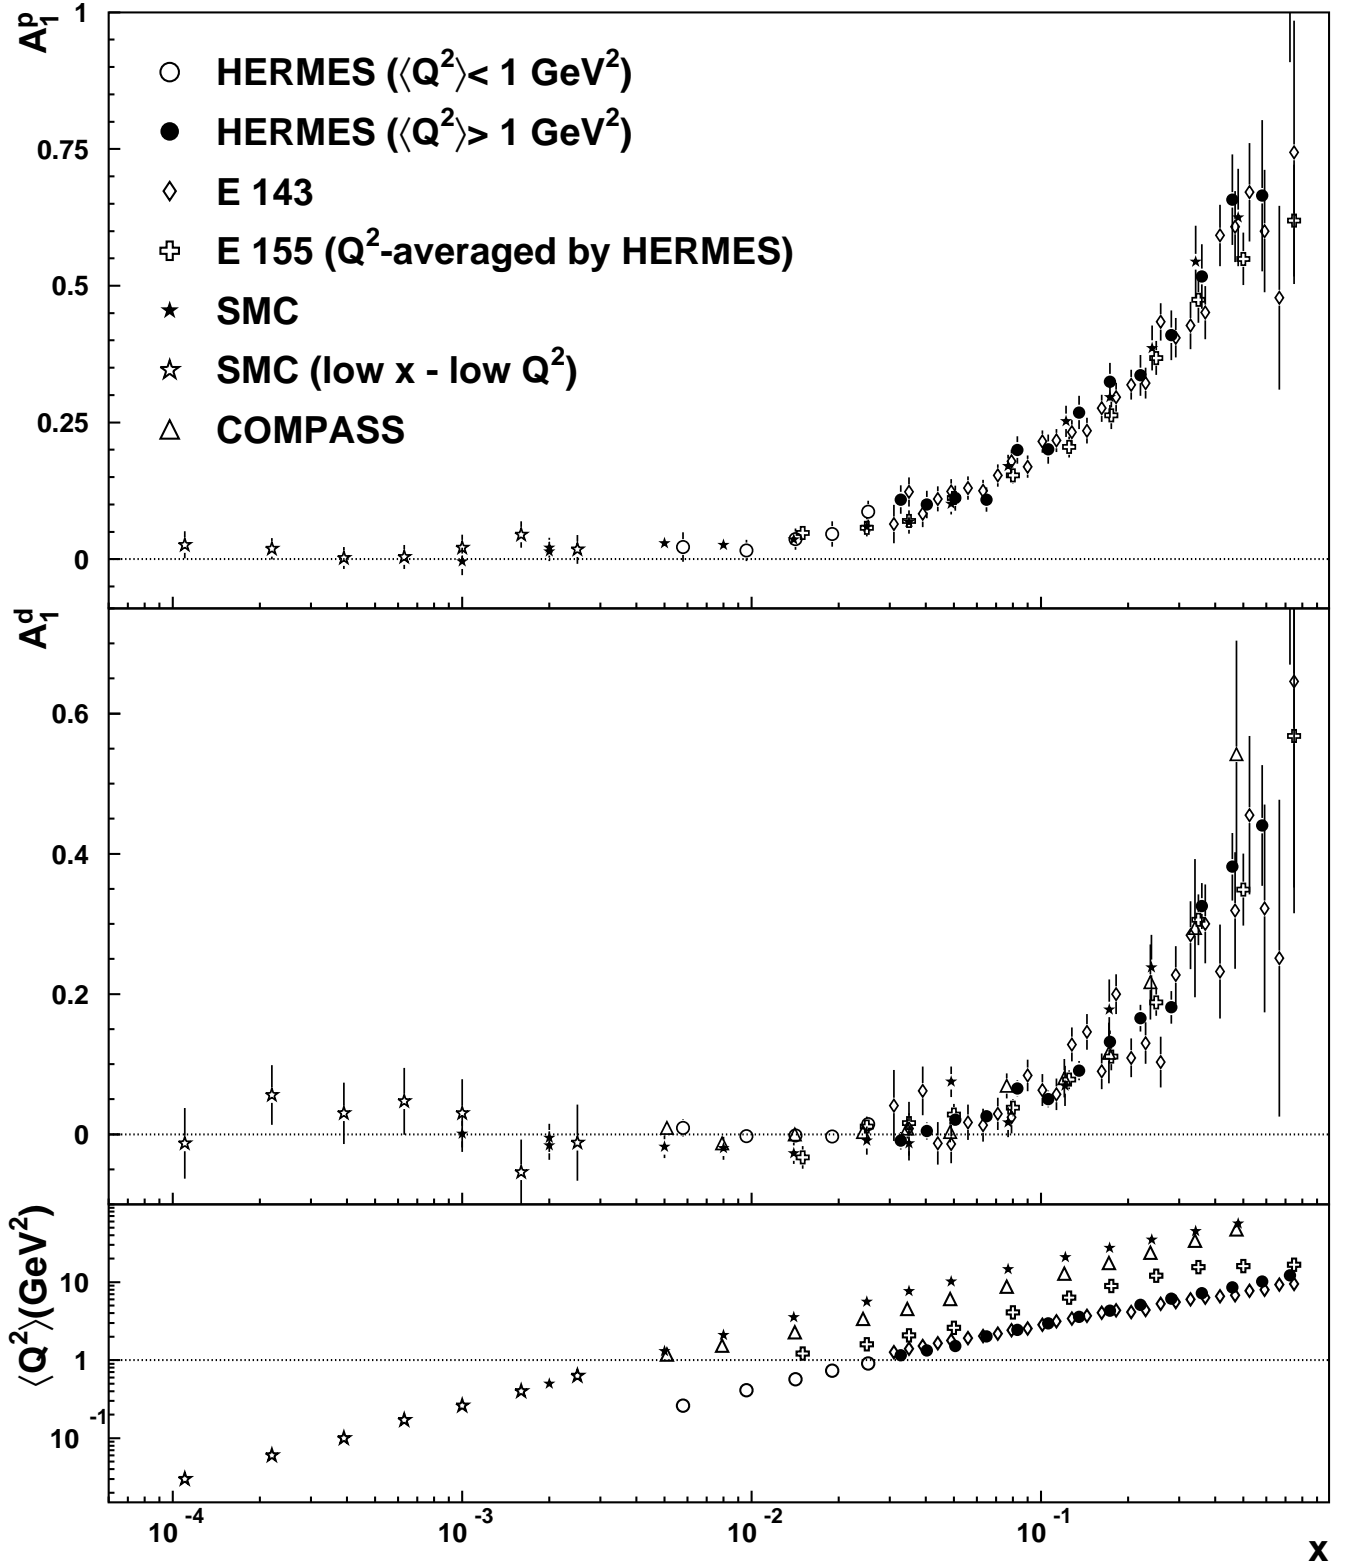 A₁ᵖ
1
HERMES (⟨Q²⟩< 1 GeV²)
HERMES (⟨Q²⟩> 1 GeV²)
0.75
E 143
E 155 (Q²-averaged by HERMES)
0.5
SMC
SMC (low x - low Q²)
0.25
COMPASS
0
A₁ᵈ
0.6
0.4
0.2
0
⟨Q²⟩(GeV²)
10
1
10⁻¹
10⁻⁴ 10⁻³ 10⁻² 10⁻¹
x